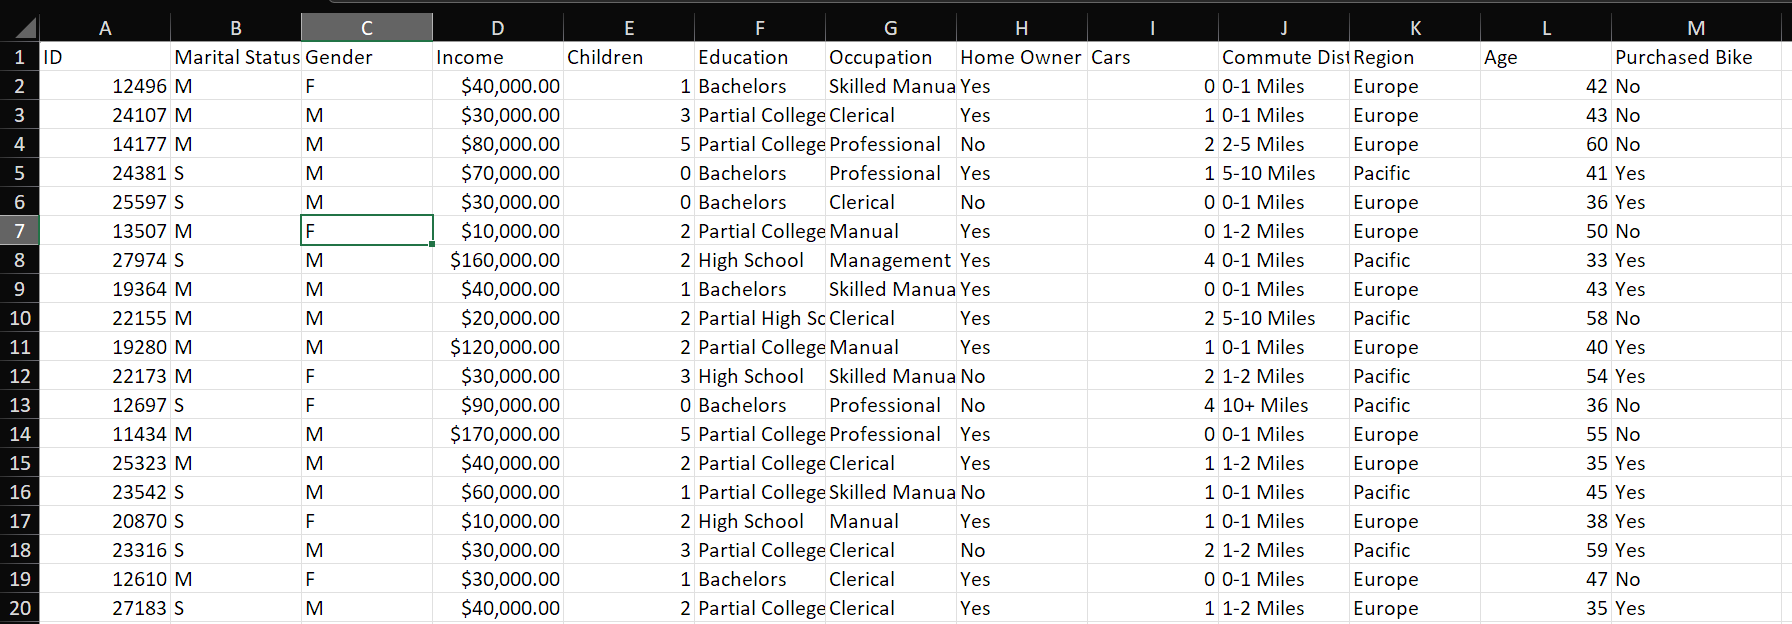 A B C D E F G H I J K L M
1 ID Marital Status Gender Income Children Education Occupation Home Owner Cars Commute Dist Region Age Purchased Bike
2 12496 M F $40,000.00 1 Bachelors Skilled Manua Yes 0 0-1 Miles Europe 42 No
3 24107 M M $30,000.00 3 Partial College Clerical Yes 1 0-1 Miles Europe 43 No
4 14177 M M $80,000.00 5 Partial College Professional No 2 2-5 Miles Europe 60 No
5 24381 S M $70,000.00 0 Bachelors Professional Yes 1 5-10 Miles Pacific 41 Yes
6 25597 S M $30,000.00 0 Bachelors Clerical No 0 0-1 Miles Europe 36 Yes
7 13507 M F $10,000.00 2 Partial College Manual Yes 0 1-2 Miles Europe 50 No
8 27974 S M $160,000.00 2 High School Management Yes 4 0-1 Miles Pacific 33 Yes
9 19364 M M $40,000.00 1 Bachelors Skilled Manua Yes 0 0-1 Miles Europe 43 Yes
10 22155 M M $20,000.00 2 Partial High Sc Clerical Yes 2 5-10 Miles Pacific 58 No
11 19280 M M $120,000.00 2 Partial College Manual Yes 1 0-1 Miles Europe 40 Yes
12 22173 M F $30,000.00 3 High School Skilled Manua No 2 1-2 Miles Pacific 54 Yes
13 12697 S F $90,000.00 0 Bachelors Professional No 4 10+ Miles Pacific 36 No
14 11434 M M $170,000.00 5 Partial College Professional Yes 0 0-1 Miles Europe 55 No
15 25323 M M $40,000.00 2 Partial College Clerical Yes 1 1-2 Miles Europe 35 Yes
16 23542 S M $60,000.00 1 Partial College Skilled Manua No 1 0-1 Miles Pacific 45 Yes
17 20870 S F $10,000.00 2 High School Manual Yes 1 0-1 Miles Europe 38 Yes
18 23316 S M $30,000.00 3 Partial College Clerical No 2 1-2 Miles Pacific 59 Yes
19 12610 M F $30,000.00 1 Bachelors Clerical Yes 0 0-1 Miles Europe 47 No
20 27183 S M $40,000.00 2 Partial College Clerical Yes 1 1-2 Miles Europe 35 Yes